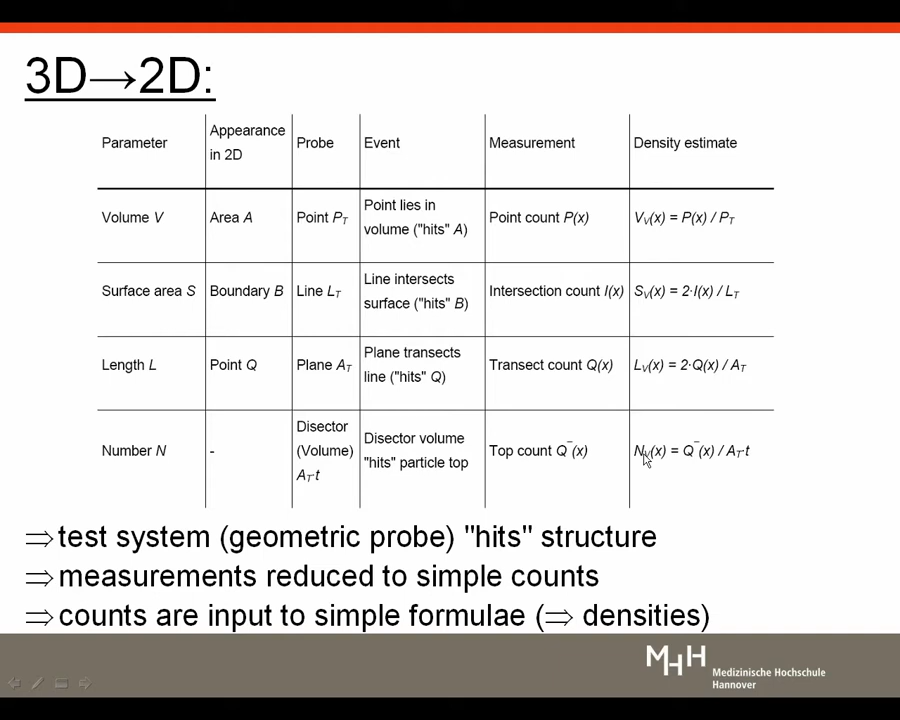 3D→2D:
Parameter Appearance in 2D Probe Event Measurement Density estimate
Volume V Area A Point P_T Point lies in volume ("hits" A) Point count P(x) V_V(x) = P(x) / P_T
Surface area S Boundary B Line L_T Line intersects surface ("hits" B) Intersection count I(x) S_V(x) = 2·I(x) / L_T
Length L Point Q Plane A_T Plane transects line ("hits" Q) Transect count Q(x) L_V(x) = 2·Q(x) / A_T
Number N - Disector (Volume) A_T·t Disector volume "hits" particle top Top count Q⁻(x) N_V(x) = Q⁻(x) / A_T·t
⇒ test system (geometric probe) "hits" structure
⇒ measurements reduced to simple counts
⇒ counts are input to simple formulae (⇒ densities)
MHH
Medizinische Hochschule
Hannover